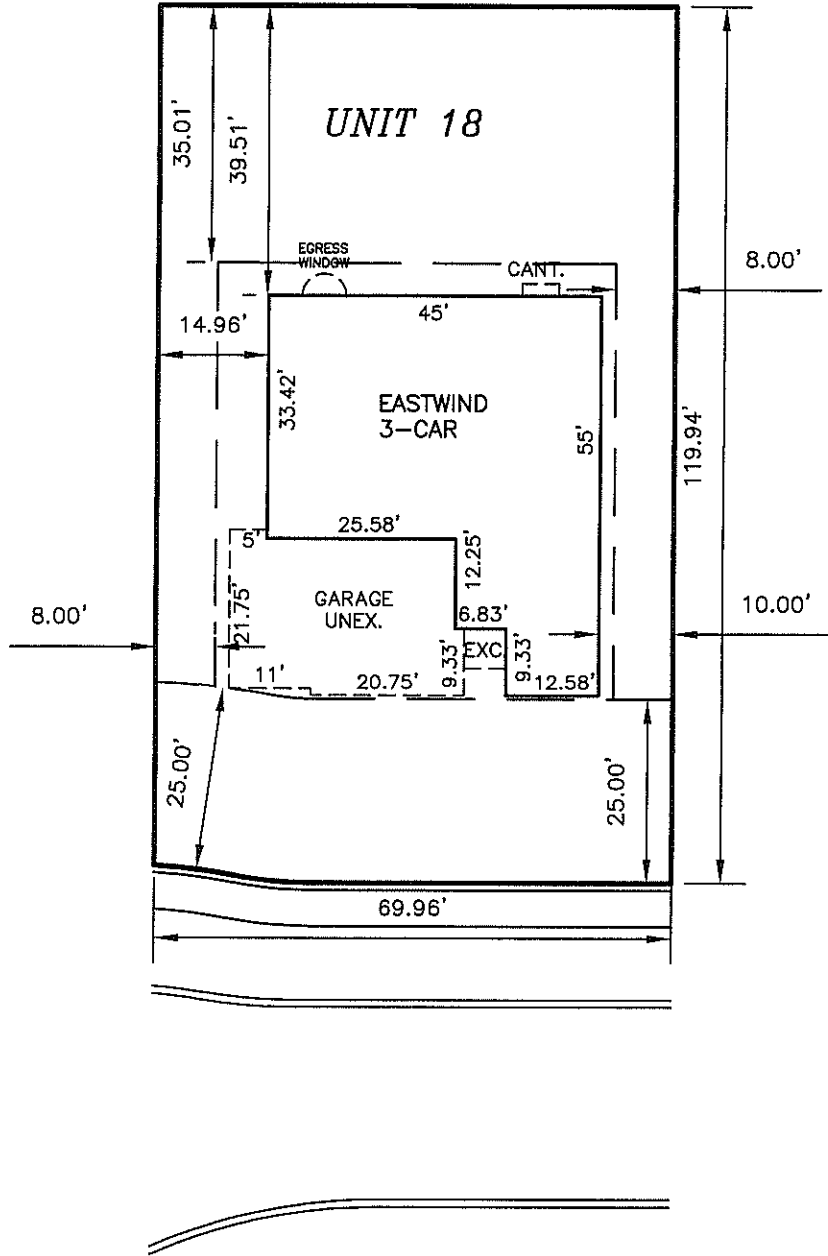 35.01'
39.51'
UNIT 18
EGRESS
WINDOW
CANT.
8.00'
45'
14.96'
33.42'
EASTWIND
3-CAR
55'
119.94'
25.58'
5'
12.25'
GARAGE
UNEX.
21.75'
6.83'
8.00'
10.00'
EXC.
9.33'
9.33'
11'
20.75'
12.58'
25.00'
25.00'
69.96'